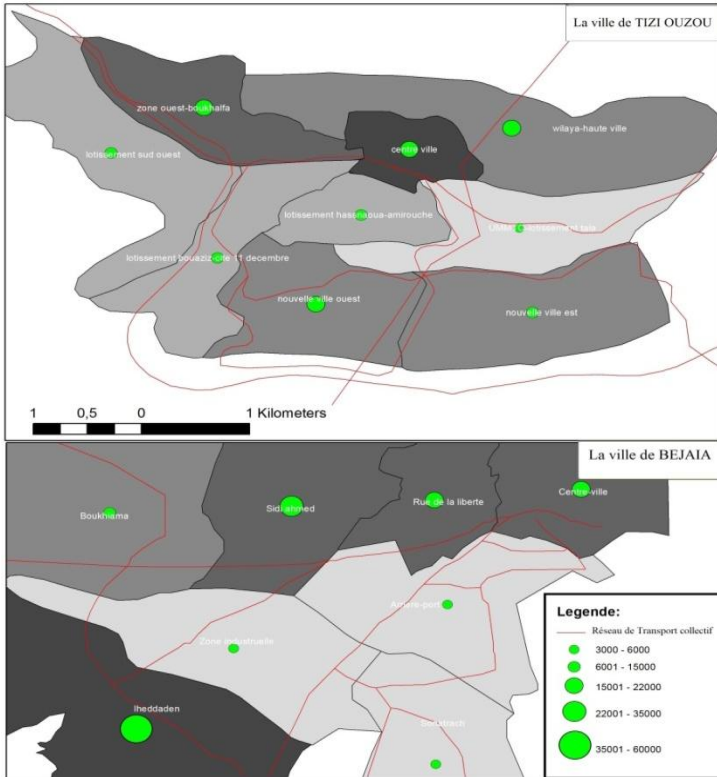 La ville de TIZI OUZOU
zone ouest-boukhalfa
wilaya-haute ville
centre ville
lotissement sud ouest
lotissement hasnaoua-amirouche
lotissement bouaziz-cite 11 decembre
nouvelle ville ouest
nouvelle ville est
1 0,5 0 1 Kilometers
La ville de BEJAIA
Centre-ville
Rue de la liberte
Sidi ahmed
Boukhiama
Arriere-port
Zone industruelle
Iheddaden
Legende:
Réseau de Transport collectif
3000 - 6000
6001 - 15000
15001 - 22000
22001 - 35000
35001 - 60000